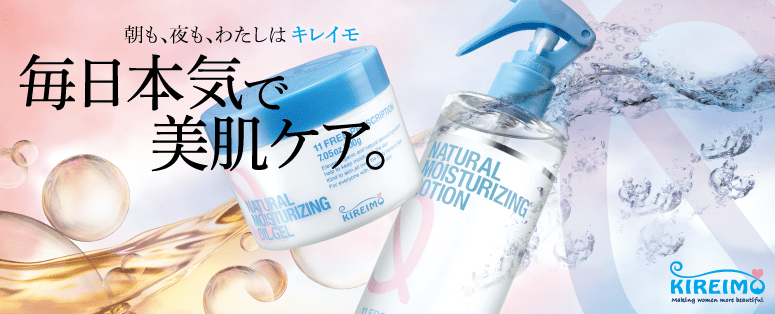 朝も、夜も、わたしは キレイモ
毎日本気で
美肌ケア。
11 FREE
7.05oz
NATURAL
MOISTURIZING
OIL GEL
KIREIMO
NATURAL
MOISTURIZING
LOTION
KIREIMO
Making women more beautiful